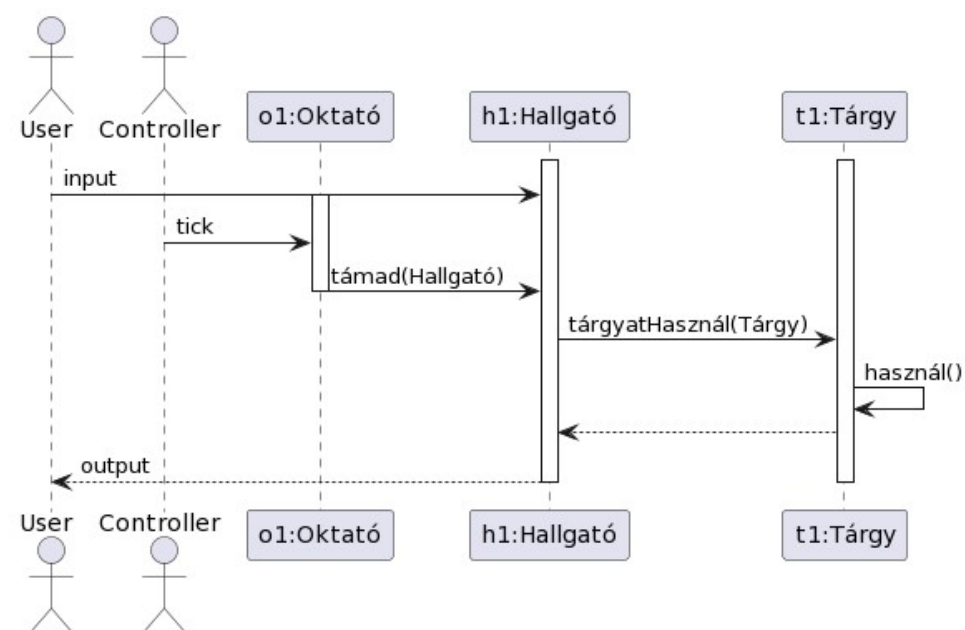 User Controller o1:Oktató h1:Hallgató t1:Tárgy
input
tick
támad(Hallgató)
tárgyatHasznál(Tárgy)
használ()
output
User Controller o1:Oktató h1:Hallgató t1:Tárgy